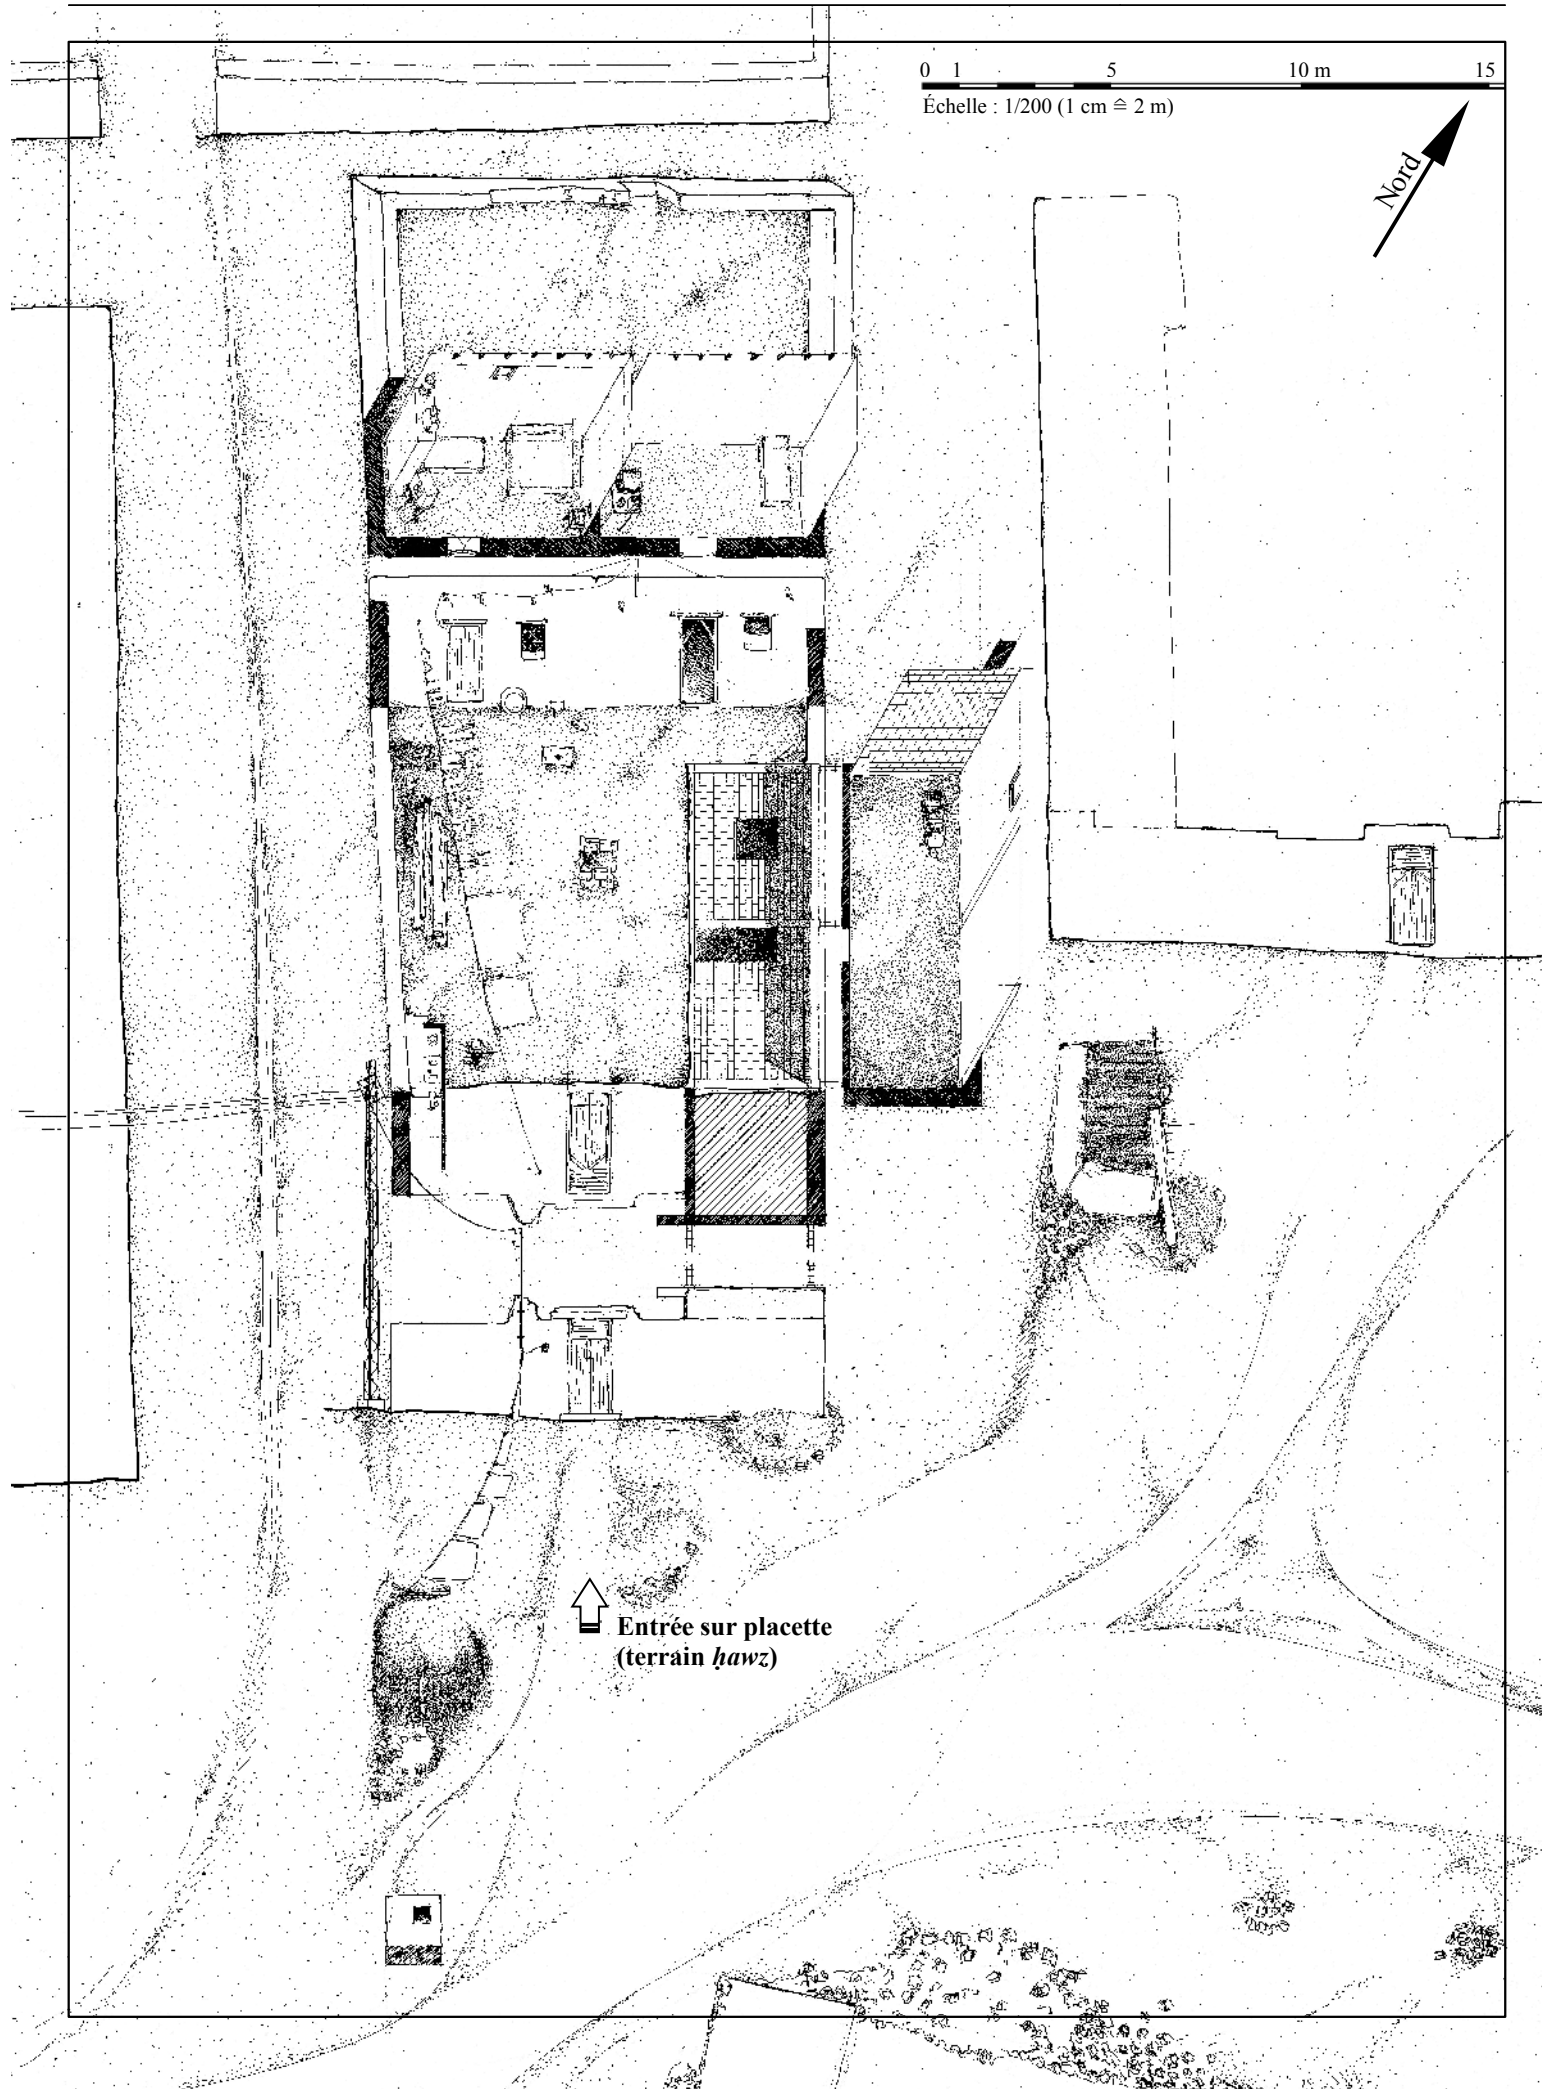 0 1 5 10 m 15
Échelle : 1/200 (1 cm ≙ 2 m)
Nord
Entrée sur placette
(terrain ḥawz)